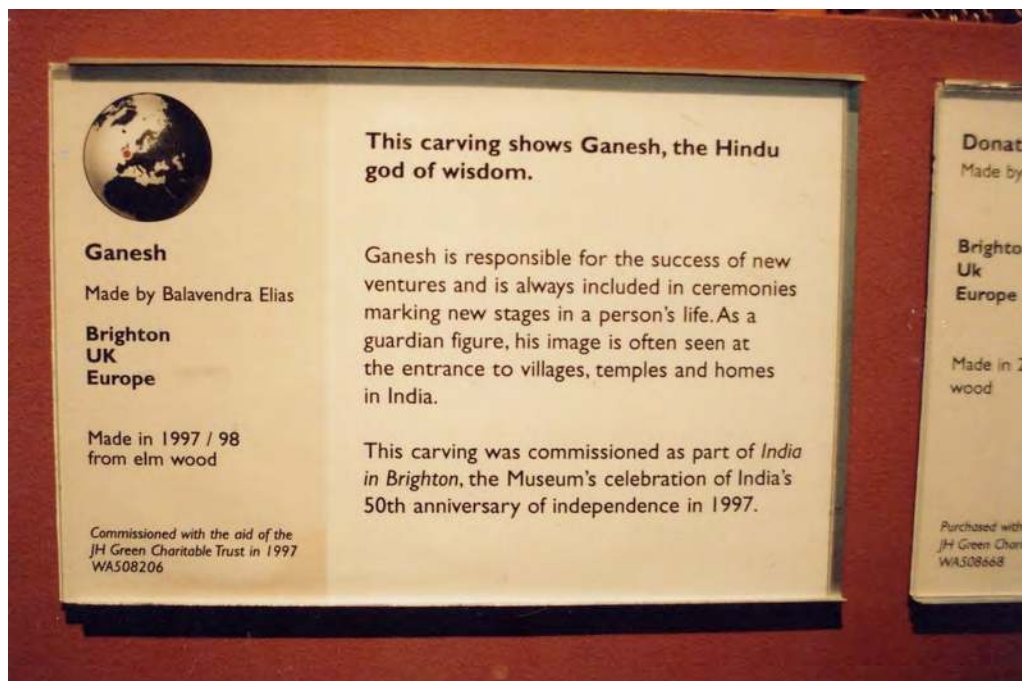 Ganesh
Made by Balavendra Elias
Brighton
UK
Europe
Made in 1997 / 98
from elm wood
Commissioned with the aid of the
JH Green Charitable Trust in 1997
WA508206
This carving shows Ganesh, the Hindu
god of wisdom.
Ganesh is responsible for the success of new
ventures and is always included in ceremonies
marking new stages in a person's life. As a
guardian figure, his image is often seen at
the entrance to villages, temples and homes
in India.
This carving was commissioned as part of India
in Brighton, the Museum's celebration of India's
50th anniversary of independence in 1997.
Made by
Uk
Europe
Made in
wood
Purchased with
JH Green
WA508668